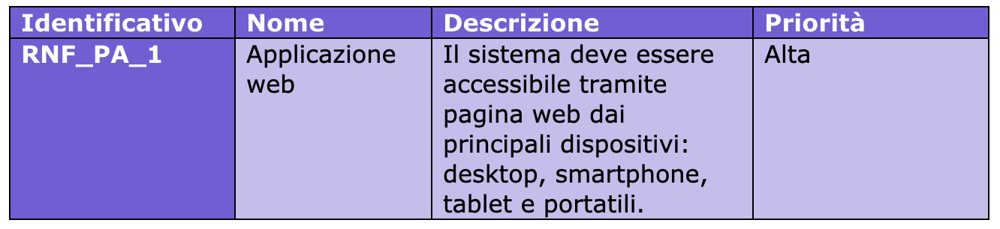 Identificativo Nome Descrizione Priorità
RNF_PA_1 Applicazione Il sistema deve essere Alta
web accessibile tramite
pagina web dai
principali dispositivi:
desktop, smartphone,
tablet e portatili.